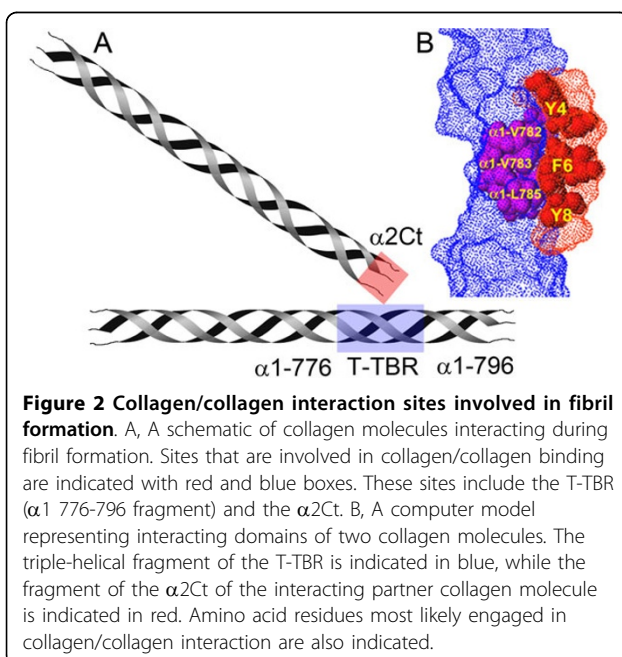 A
B
Y4
α1-V782
α1-V783
F6
α1-L785
Y8
α2Ct
α1-776 T-TBR α1-796
Figure 2 Collagen/collagen interaction sites involved in fibril
formation. A, A schematic of collagen molecules interacting during
fibril formation. Sites that are involved in collagen/collagen binding
are indicated with red and blue boxes. These sites include the T-TBR
(α1 776-796 fragment) and the α2Ct. B, A computer model
representing interacting domains of two collagen molecules. The
triple-helical fragment of the T-TBR is indicated in blue, while the
fragment of the α2Ct of the interacting partner collagen molecule
is indicated in red. Amino acid residues most likely engaged in
collagen/collagen interaction are also indicated.